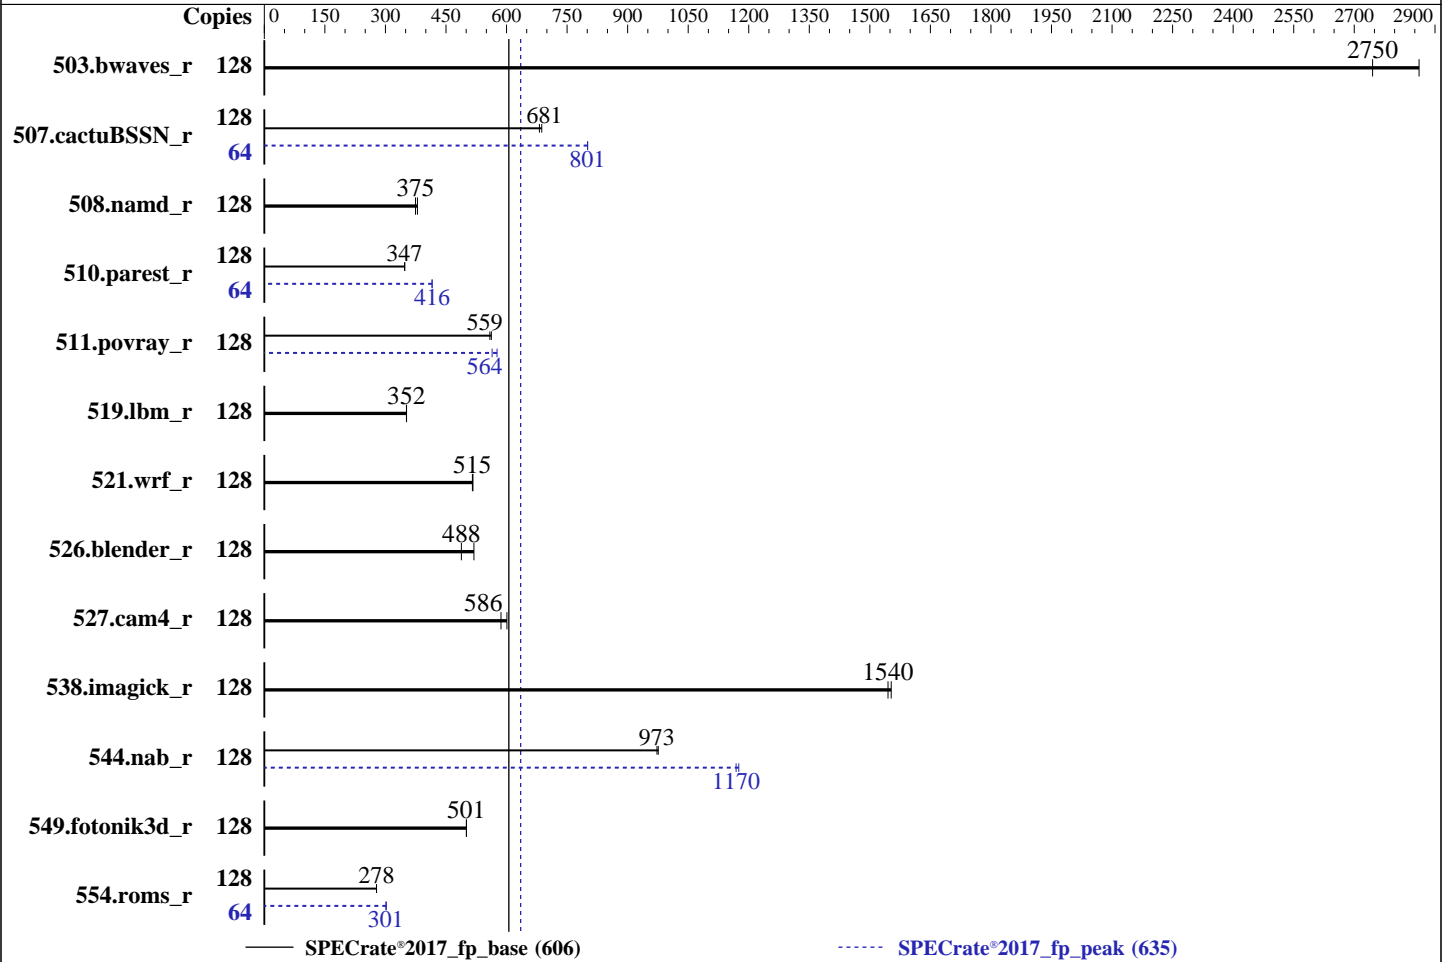 Copies 0 150 300 450 600 750 900 1050 1200 1350 1500 1650 1800 1950 2100 2250 2400 2550 2700 2900
503.bwaves_r 128 2750
507.cactuBSSN_r 128 681
64 801
508.namd_r 128 375
510.parest_r 128 347
64 416
511.povray_r 128 559
564
519.lbm_r 128 352
521.wrf_r 128 515
526.blender_r 128 488
527.cam4_r 128 586
538.imagick_r 128 1540
544.nab_r 128 973
1170
549.fotonik3d_r 128 501
554.roms_r 128 278
64 301
SPECrate®2017_fp_base (606) SPECrate®2017_fp_peak (635)